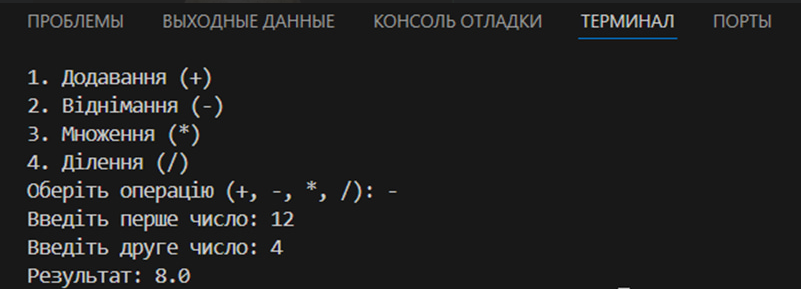 ПРОБЛЕМЫ ВЫХОДНЫЕ ДАННЫЕ КОНСОЛЬ ОТЛАДКИ ТЕРМИНАЛ ПОРТЫ
1. Додавання (+)
2. Віднімання (-)
3. Множення (*)
4. Ділення (/)
Оберіть операцію (+, -, *, /): -
Введіть перше число: 12
Введіть друге число: 4
Результат: 8.0